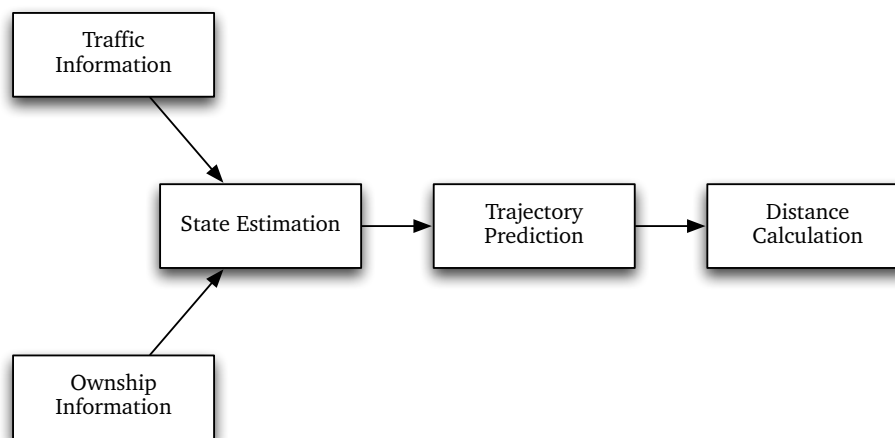 Traffic
Information
State Estimation
Trajectory
Prediction
Distance
Calculation
Ownship
Information